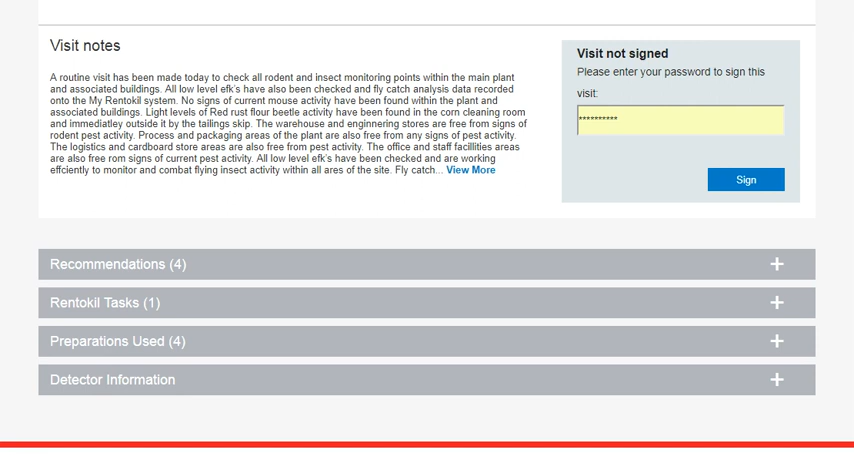 Visit notes
A routine visit has been made today to check all rodent and insect monitoring points within the main plant
and associated buildings. All low level efk's have also been checked and fly catch analysis data recorded
onto the My Rentokil system. No signs of current mouse activity have been found within the plant and
associated buildings. Light levels of Red rust flour beetle activity have been found in the corn cleaning room
and immediatley outside it by the tailings skip. The warehouse and enginnering stores are free from signs of
rodent pest activity. Process and packaging areas of the plant are also free from any signs of pest activity.
The logistics and cardboard store areas are also free from pest activity. The office and staff facillities areas
are also free rom signs of current pest activity. All low level efk's have been checked and are working
effciently to monitor and combat flying insect activity within all ares of the site. Fly catch... View More
Visit not signed
Please enter your password to sign this
visit:
**********
Sign
Recommendations (4)
Rentokil Tasks (1)
Preparations Used (4)
Detector Information